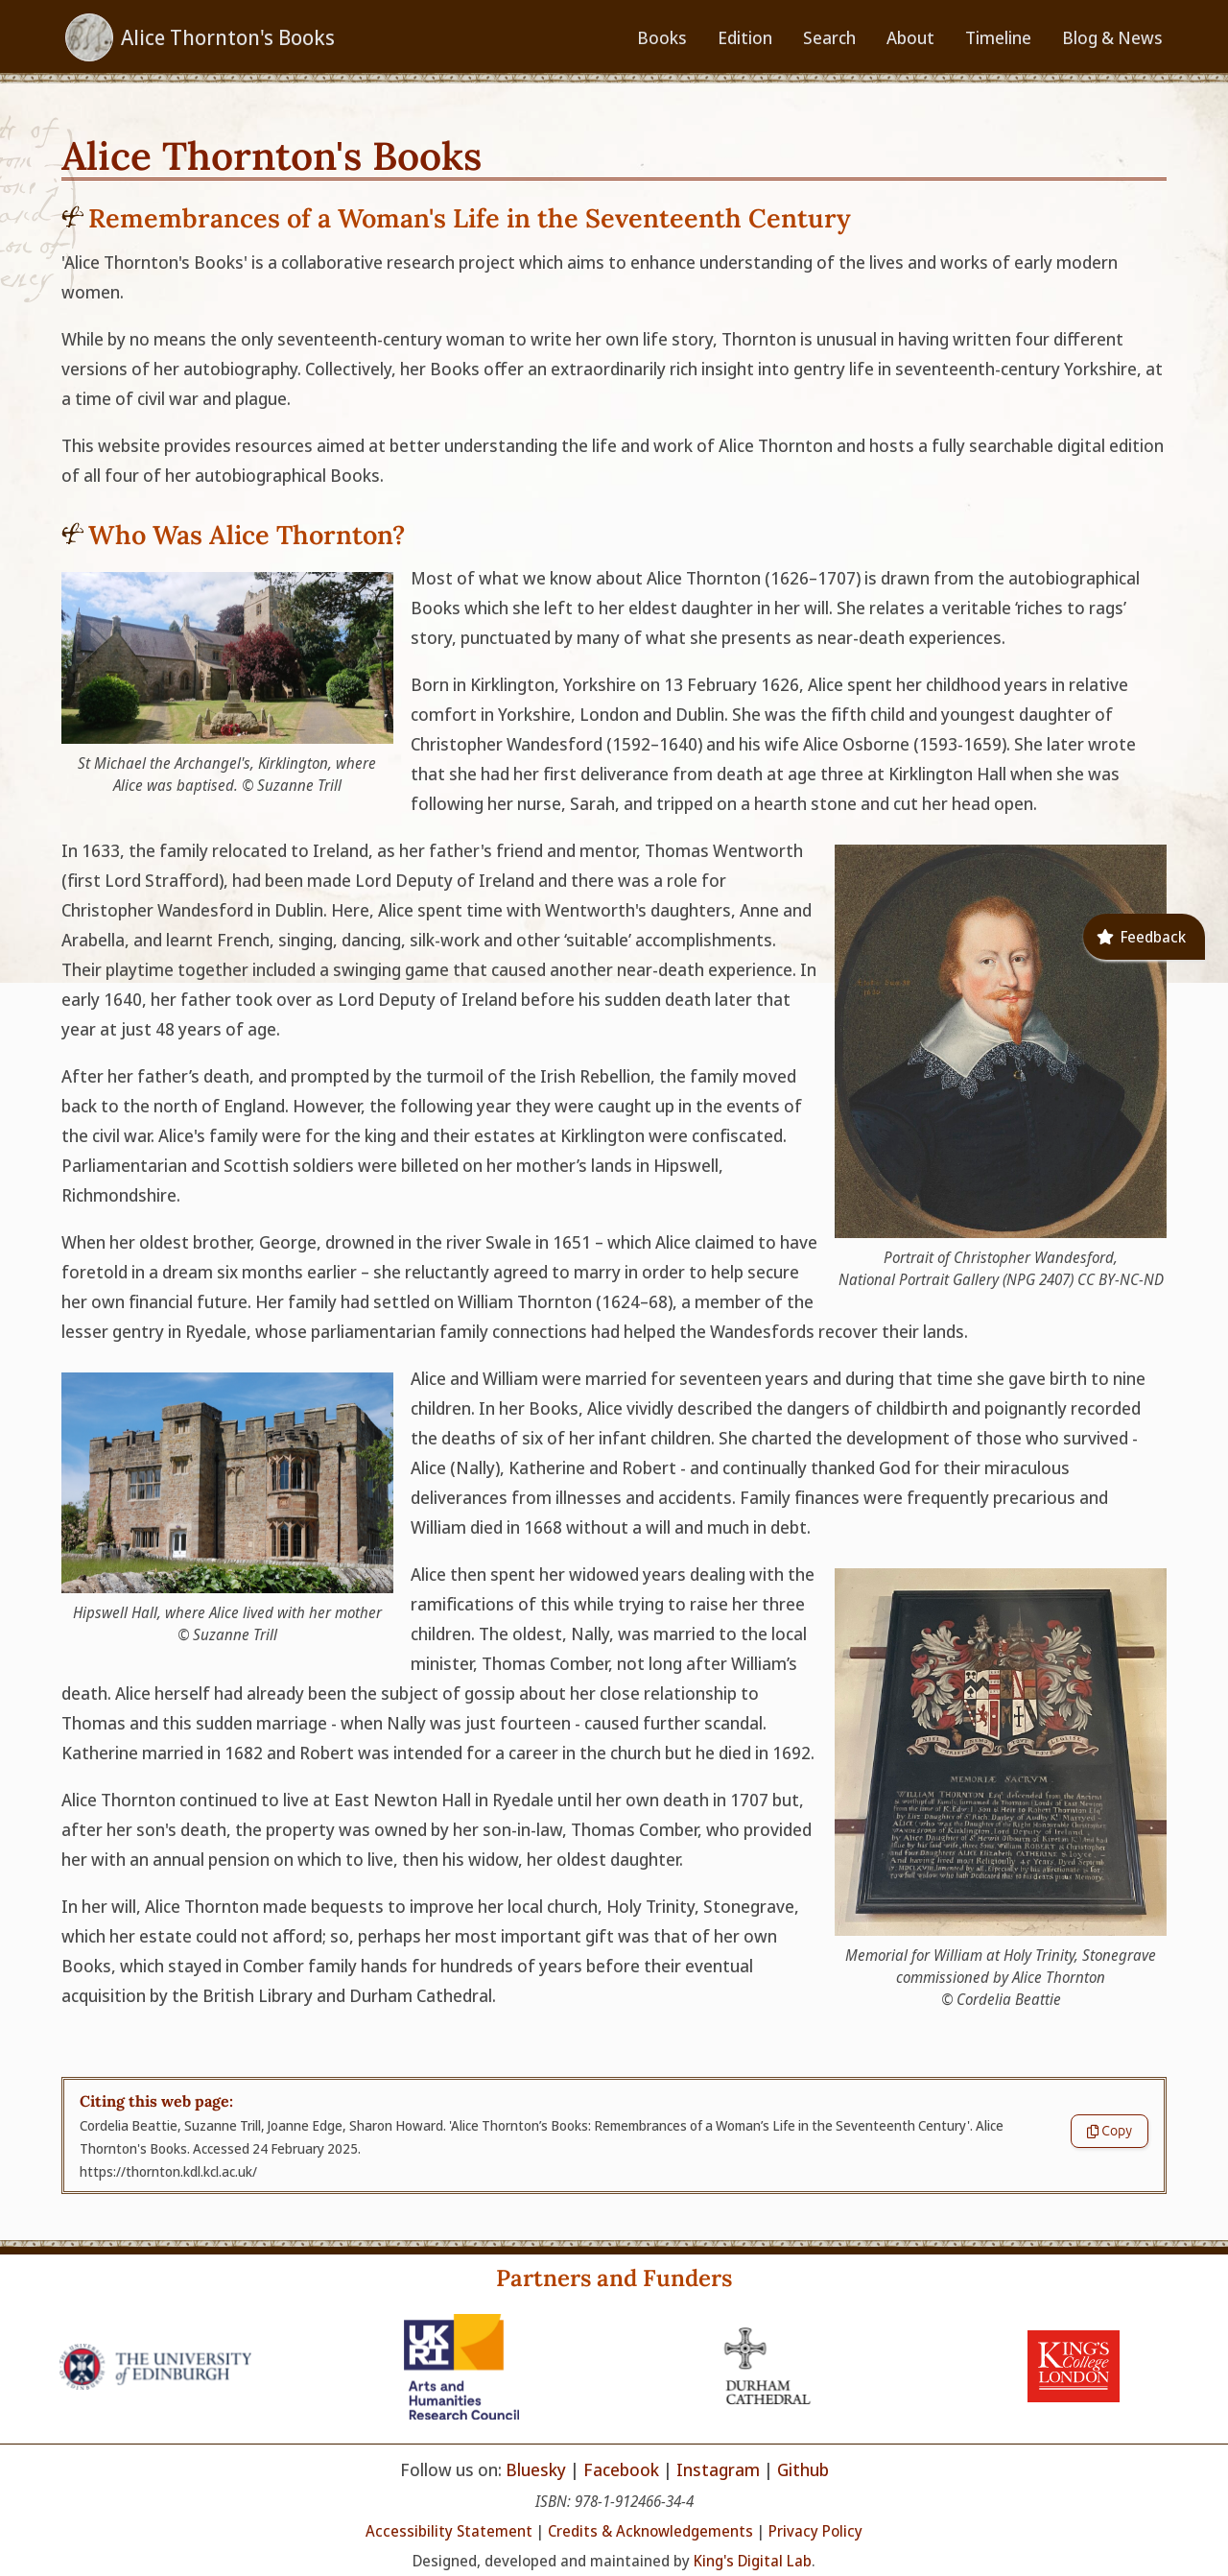 Alice Thornton's Books
Books
Edition
Search
About
Timeline
Blog & News
Alice Thornton's Books
Remembrances of a Woman's Life in the Seventeenth Century
'Alice Thornton's Books' is a collaborative research project which aims to enhance understanding of the lives and works of early modern
women.
While by no means the only seventeenth-century woman to write her own life story, Thornton is unusual in having written four different
versions of her autobiography. Collectively, her Books offer an extraordinarily rich insight into gentry life in seventeenth-century Yorkshire, at
a time of civil war and plague.
This website provides resources aimed at better understanding the life and work of Alice Thornton and hosts a fully searchable digital edition
of all four of her autobiographical Books.
Who Was Alice Thornton?
St Michael the Archangel's, Kirklington, where
Alice was baptised. © Suzanne Trill
Most of what we know about Alice Thornton (1626–1707) is drawn from the autobiographical
Books which she left to her eldest daughter in her will. She relates a veritable ‘riches to rags’
story, punctuated by many of what she presents as near-death experiences.
Born in Kirklington, Yorkshire on 13 February 1626, Alice spent her childhood years in relative
comfort in Yorkshire, London and Dublin. She was the fifth child and youngest daughter of
Christopher Wandesford (1592–1640) and his wife Alice Osborne (1593-1659). She later wrote
that she had her first deliverance from death at age three at Kirklington Hall when she was
following her nurse, Sarah, and tripped on a hearth stone and cut her head open.
In 1633, the family relocated to Ireland, as her father's friend and mentor, Thomas Wentworth
(first Lord Strafford), had been made Lord Deputy of Ireland and there was a role for
Christopher Wandesford in Dublin. Here, Alice spent time with Wentworth's daughters, Anne and
Arabella, and learnt French, singing, dancing, silk-work and other ‘suitable’ accomplishments.
Their playtime together included a swinging game that caused another near-death experience. In
early 1640, her father took over as Lord Deputy of Ireland before his sudden death later that
year at just 48 years of age.
Feedback
Portrait of Christopher Wandesford,
National Portrait Gallery (NPG 2407) CC BY-NC-ND
After her father’s death, and prompted by the turmoil of the Irish Rebellion, the family moved
back to the north of England. However, the following year they were caught up in the events of
the civil war. Alice's family were for the king and their estates at Kirklington were confiscated.
Parliamentarian and Scottish soldiers were billeted on her mother’s lands in Hipswell,
Richmondshire.
When her oldest brother, George, drowned in the river Swale in 1651 – which Alice claimed to have
foretold in a dream six months earlier – she reluctantly agreed to marry in order to help secure
her own financial future. Her family had settled on William Thornton (1624–68), a member of the
lesser gentry in Ryedale, whose parliamentarian family connections had helped the Wandesfords recover their lands.
Hipswell Hall, where Alice lived with her mother
© Suzanne Trill
Alice and William were married for seventeen years and during that time she gave birth to nine
children. In her Books, Alice vividly described the dangers of childbirth and poignantly recorded
the deaths of six of her infant children. She charted the development of those who survived -
Alice (Nally), Katherine and Robert - and continually thanked God for their miraculous
deliverances from illnesses and accidents. Family finances were frequently precarious and
William died in 1668 without a will and much in debt.
Alice then spent her widowed years dealing with the
ramifications of this while trying to raise her three
children. The oldest, Nally, was married to the local
minister, Thomas Comber, not long after William’s
death. Alice herself had already been the subject of gossip about her close relationship to
Thomas and this sudden marriage - when Nally was just fourteen - caused further scandal.
Katherine married in 1682 and Robert was intended for a career in the church but he died in 1692.
MEMORIÆ SACRVM
Memorial for William at Holy Trinity, Stonegrave
commissioned by Alice Thornton
© Cordelia Beattie
Alice Thornton continued to live at East Newton Hall in Ryedale until her own death in 1707 but,
after her son's death, the property was owned by her son-in-law, Thomas Comber, who provided
her with an annual pension on which to live, then his widow, her oldest daughter.
In her will, Alice Thornton made bequests to improve her local church, Holy Trinity, Stonegrave,
which her estate could not afford; so, perhaps her most important gift was that of her own
Books, which stayed in Comber family hands for hundreds of years before their eventual
acquisition by the British Library and Durham Cathedral.
Citing this web page:
Cordelia Beattie, Suzanne Trill, Joanne Edge, Sharon Howard. 'Alice Thornton’s Books: Remembrances of a Woman’s Life in the Seventeenth Century'. Alice
Thornton's Books. Accessed 24 February 2025.
https://thornton.kdl.kcl.ac.uk/
Copy
Partners and Funders
THE UNIVERSITY
of EDINBURGH
UK
RI
Arts and
Humanities
Research Council
DURHAM
CATHEDRAL
KING'S
College
LONDON
Follow us on: Bluesky | Facebook | Instagram | Github
ISBN: 978-1-912466-34-4
Accessibility Statement | Credits & Acknowledgements | Privacy Policy
Designed, developed and maintained by King's Digital Lab.